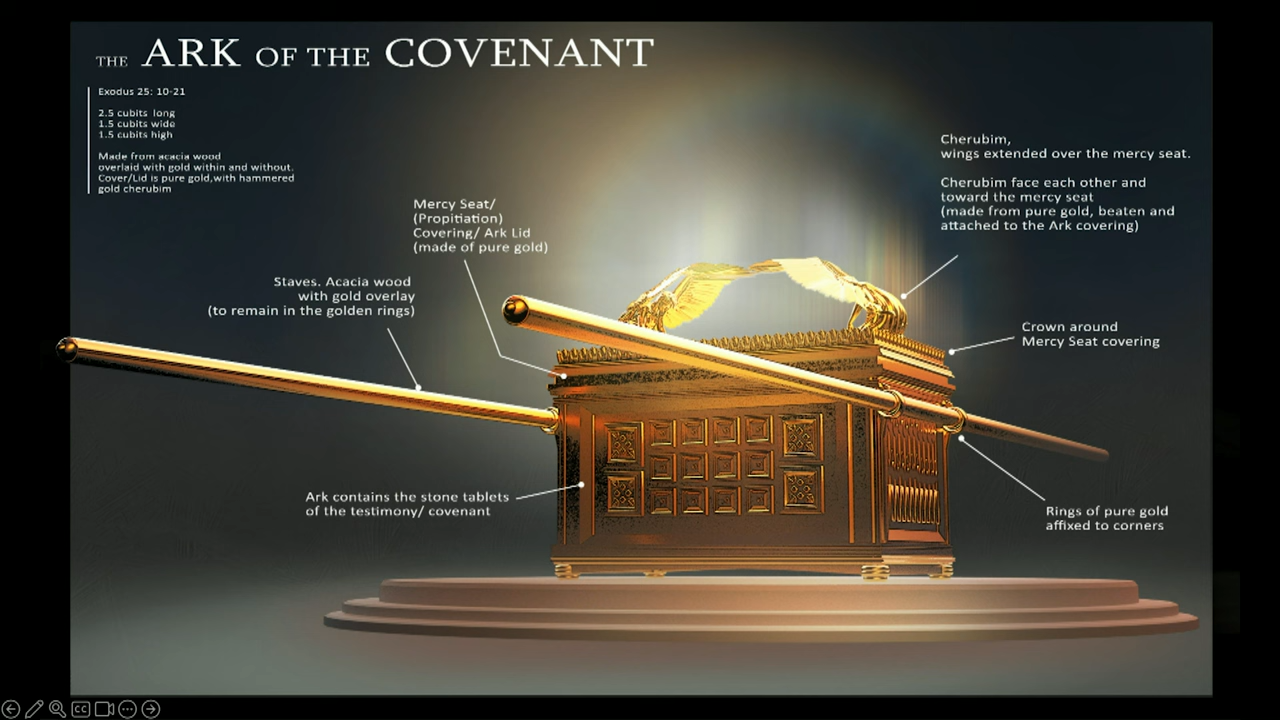 THE ARK OF THE COVENANT
Exodus 25: 10-21
2.5 cubits long
1.5 cubits wide
1.5 cubits high
Made from acacia wood
overlaid with gold within and without.
Cover/Lid is pure gold,with hammered
gold cherubim
Cherubim,
wings extended over the mercy seat.
Cherubim face each other and
toward the mercy seat
(made from pure gold, beaten and
attached to the Ark covering)
Mercy Seat/
(Propitiation)
Covering/ Ark Lid
(made of pure gold)
Staves. Acacia wood
with gold overlay
(to remain in the golden rings)
Crown around
Mercy Seat covering
Ark contains the stone tablets
of the testimony/ covenant
Rings of pure gold
affixed to corners
CC